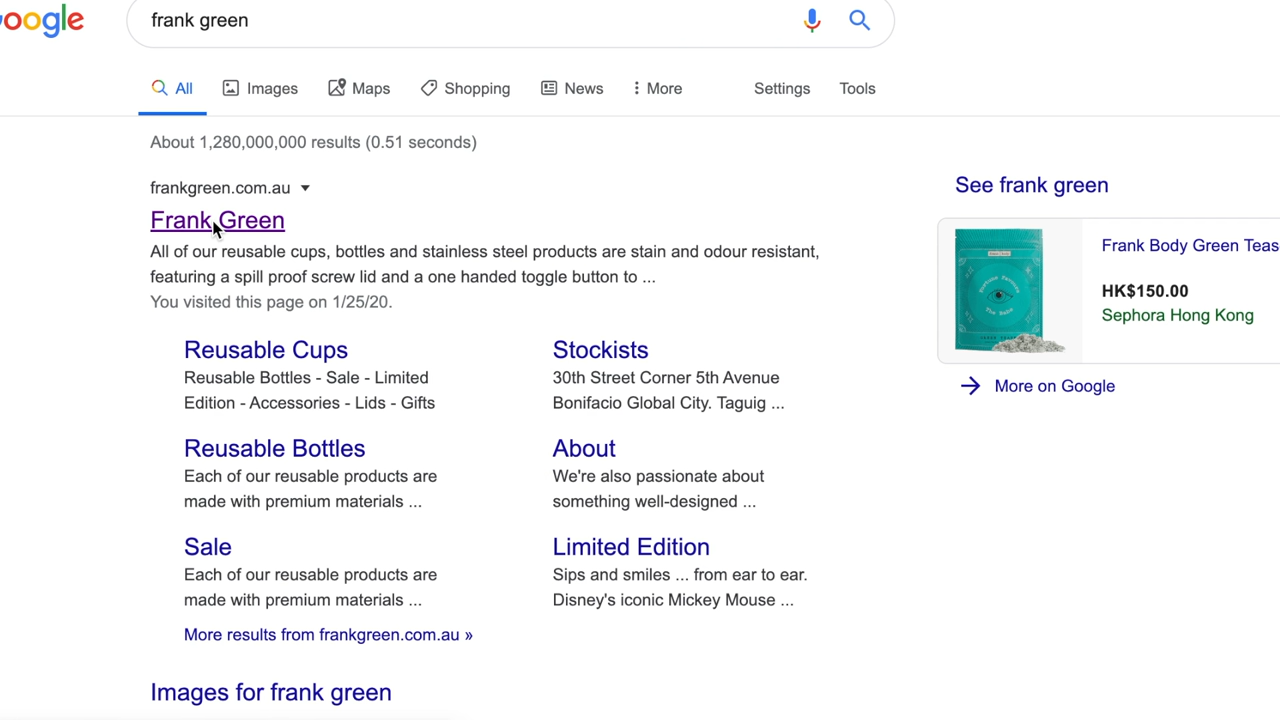 oogle
frank green
All Images Maps Shopping News More Settings Tools
About 1,280,000,000 results (0.51 seconds)
frankgreen.com.au
Frank Green
All of our reusable cups, bottles and stainless steel products are stain and odour resistant,
featuring a spill proof screw lid and a one handed toggle button to ...
You visited this page on 1/25/20.
Reusable Cups
Reusable Bottles - Sale - Limited
Edition - Accessories - Lids - Gifts
Stockists
30th Street Corner 5th Avenue
Bonifacio Global City. Taguig ...
Reusable Bottles
Each of our reusable products are
made with premium materials ...
About
We're also passionate about
something well-designed ...
Sale
Each of our reusable products are
made with premium materials ...
Limited Edition
Sips and smiles ... from ear to ear.
Disney's iconic Mickey Mouse ...
More results from frankgreen.com.au »
Images for frank green
See frank green
Frank Body Green Teas
HK$150.00
Sephora Hong Kong
More on Google